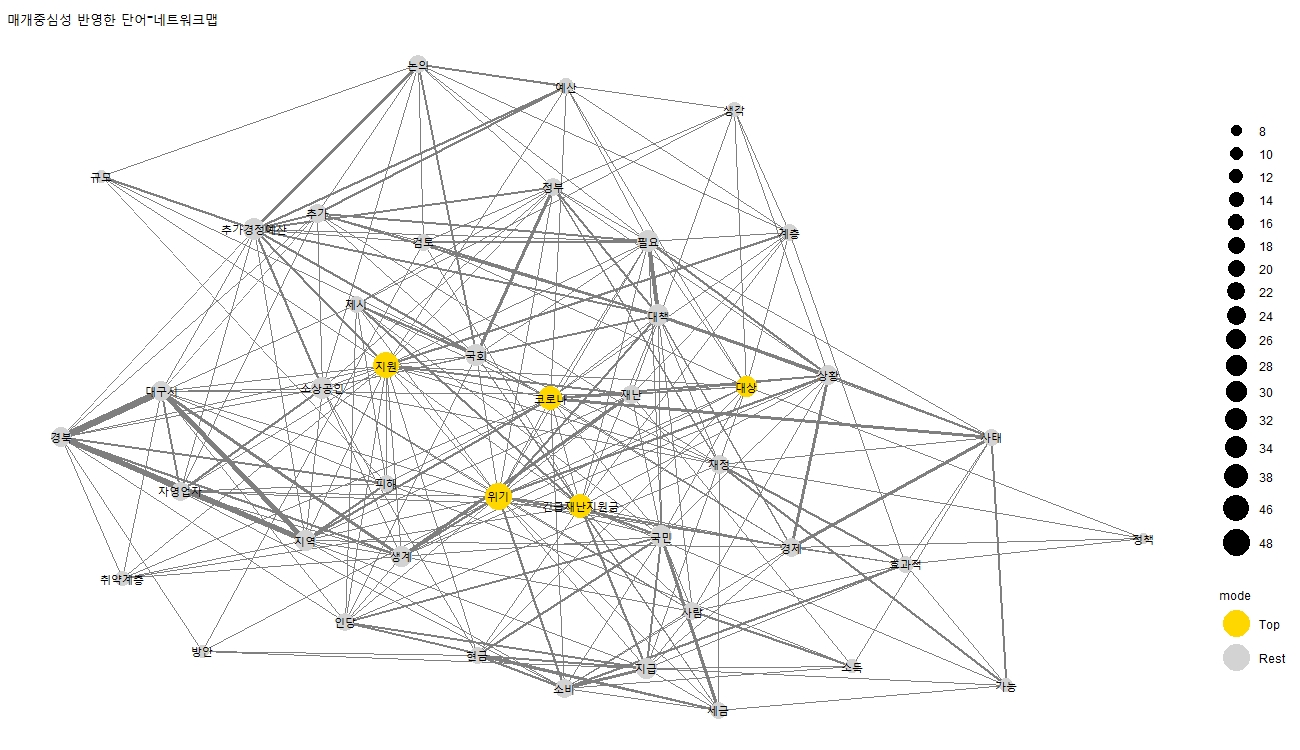 매개중심성 반영한 단어-네트워크맵
논의
예산
생각
규모
정부
추가
추가경정예산
검토
필요
계층
제시
대책
국회
지원
상황
대구시
소상공인
코로나
재난
대상
경북
사태
재정
피해
자영업자
위기
긴급재난지원금
지역
국민
정책
생계
경제
효과적
취약계층
사람
인당
방안
현금
지급
소득
소비
가능
세금
8
10
12
14
16
18
20
22
24
26
28
30
32
34
38
46
48
mode
Top
Rest